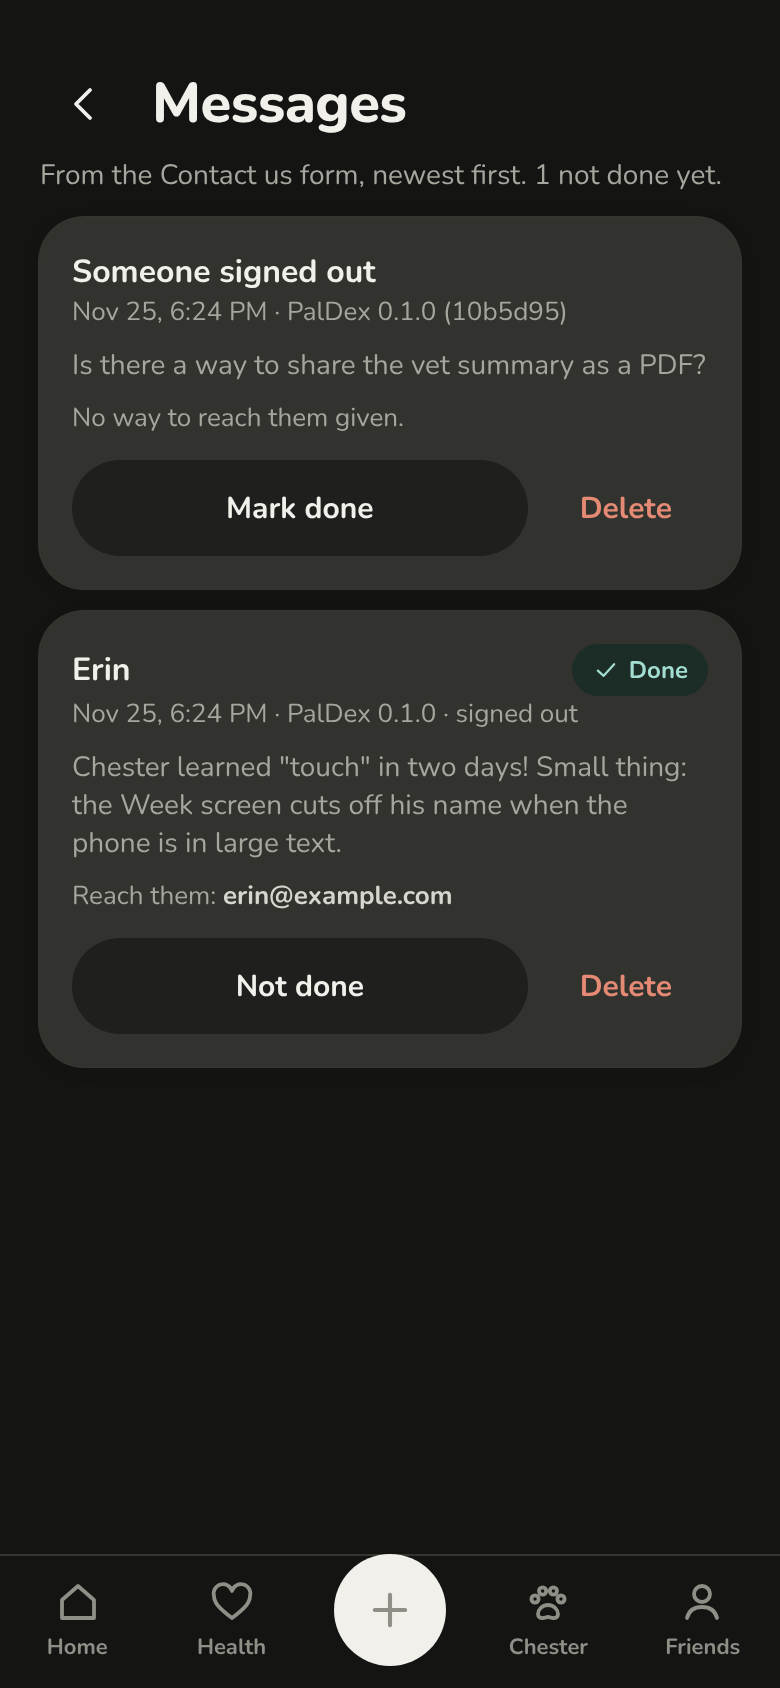 Messages
From the Contact us form, newest first. 1 not done yet.
Someone signed out
Nov 25, 6:24 PM · PalDex 0.1.0 (10b5d95)
Is there a way to share the vet summary as a PDF?
No way to reach them given.
Mark done
Delete
Erin
Done
Nov 25, 6:24 PM · PalDex 0.1.0 · signed out
Chester learned "touch" in two days! Small thing:
the Week screen cuts off his name when the
phone is in large text.
Reach them: erin@example.com
Not done
Delete
Home
Health
Chester
Friends